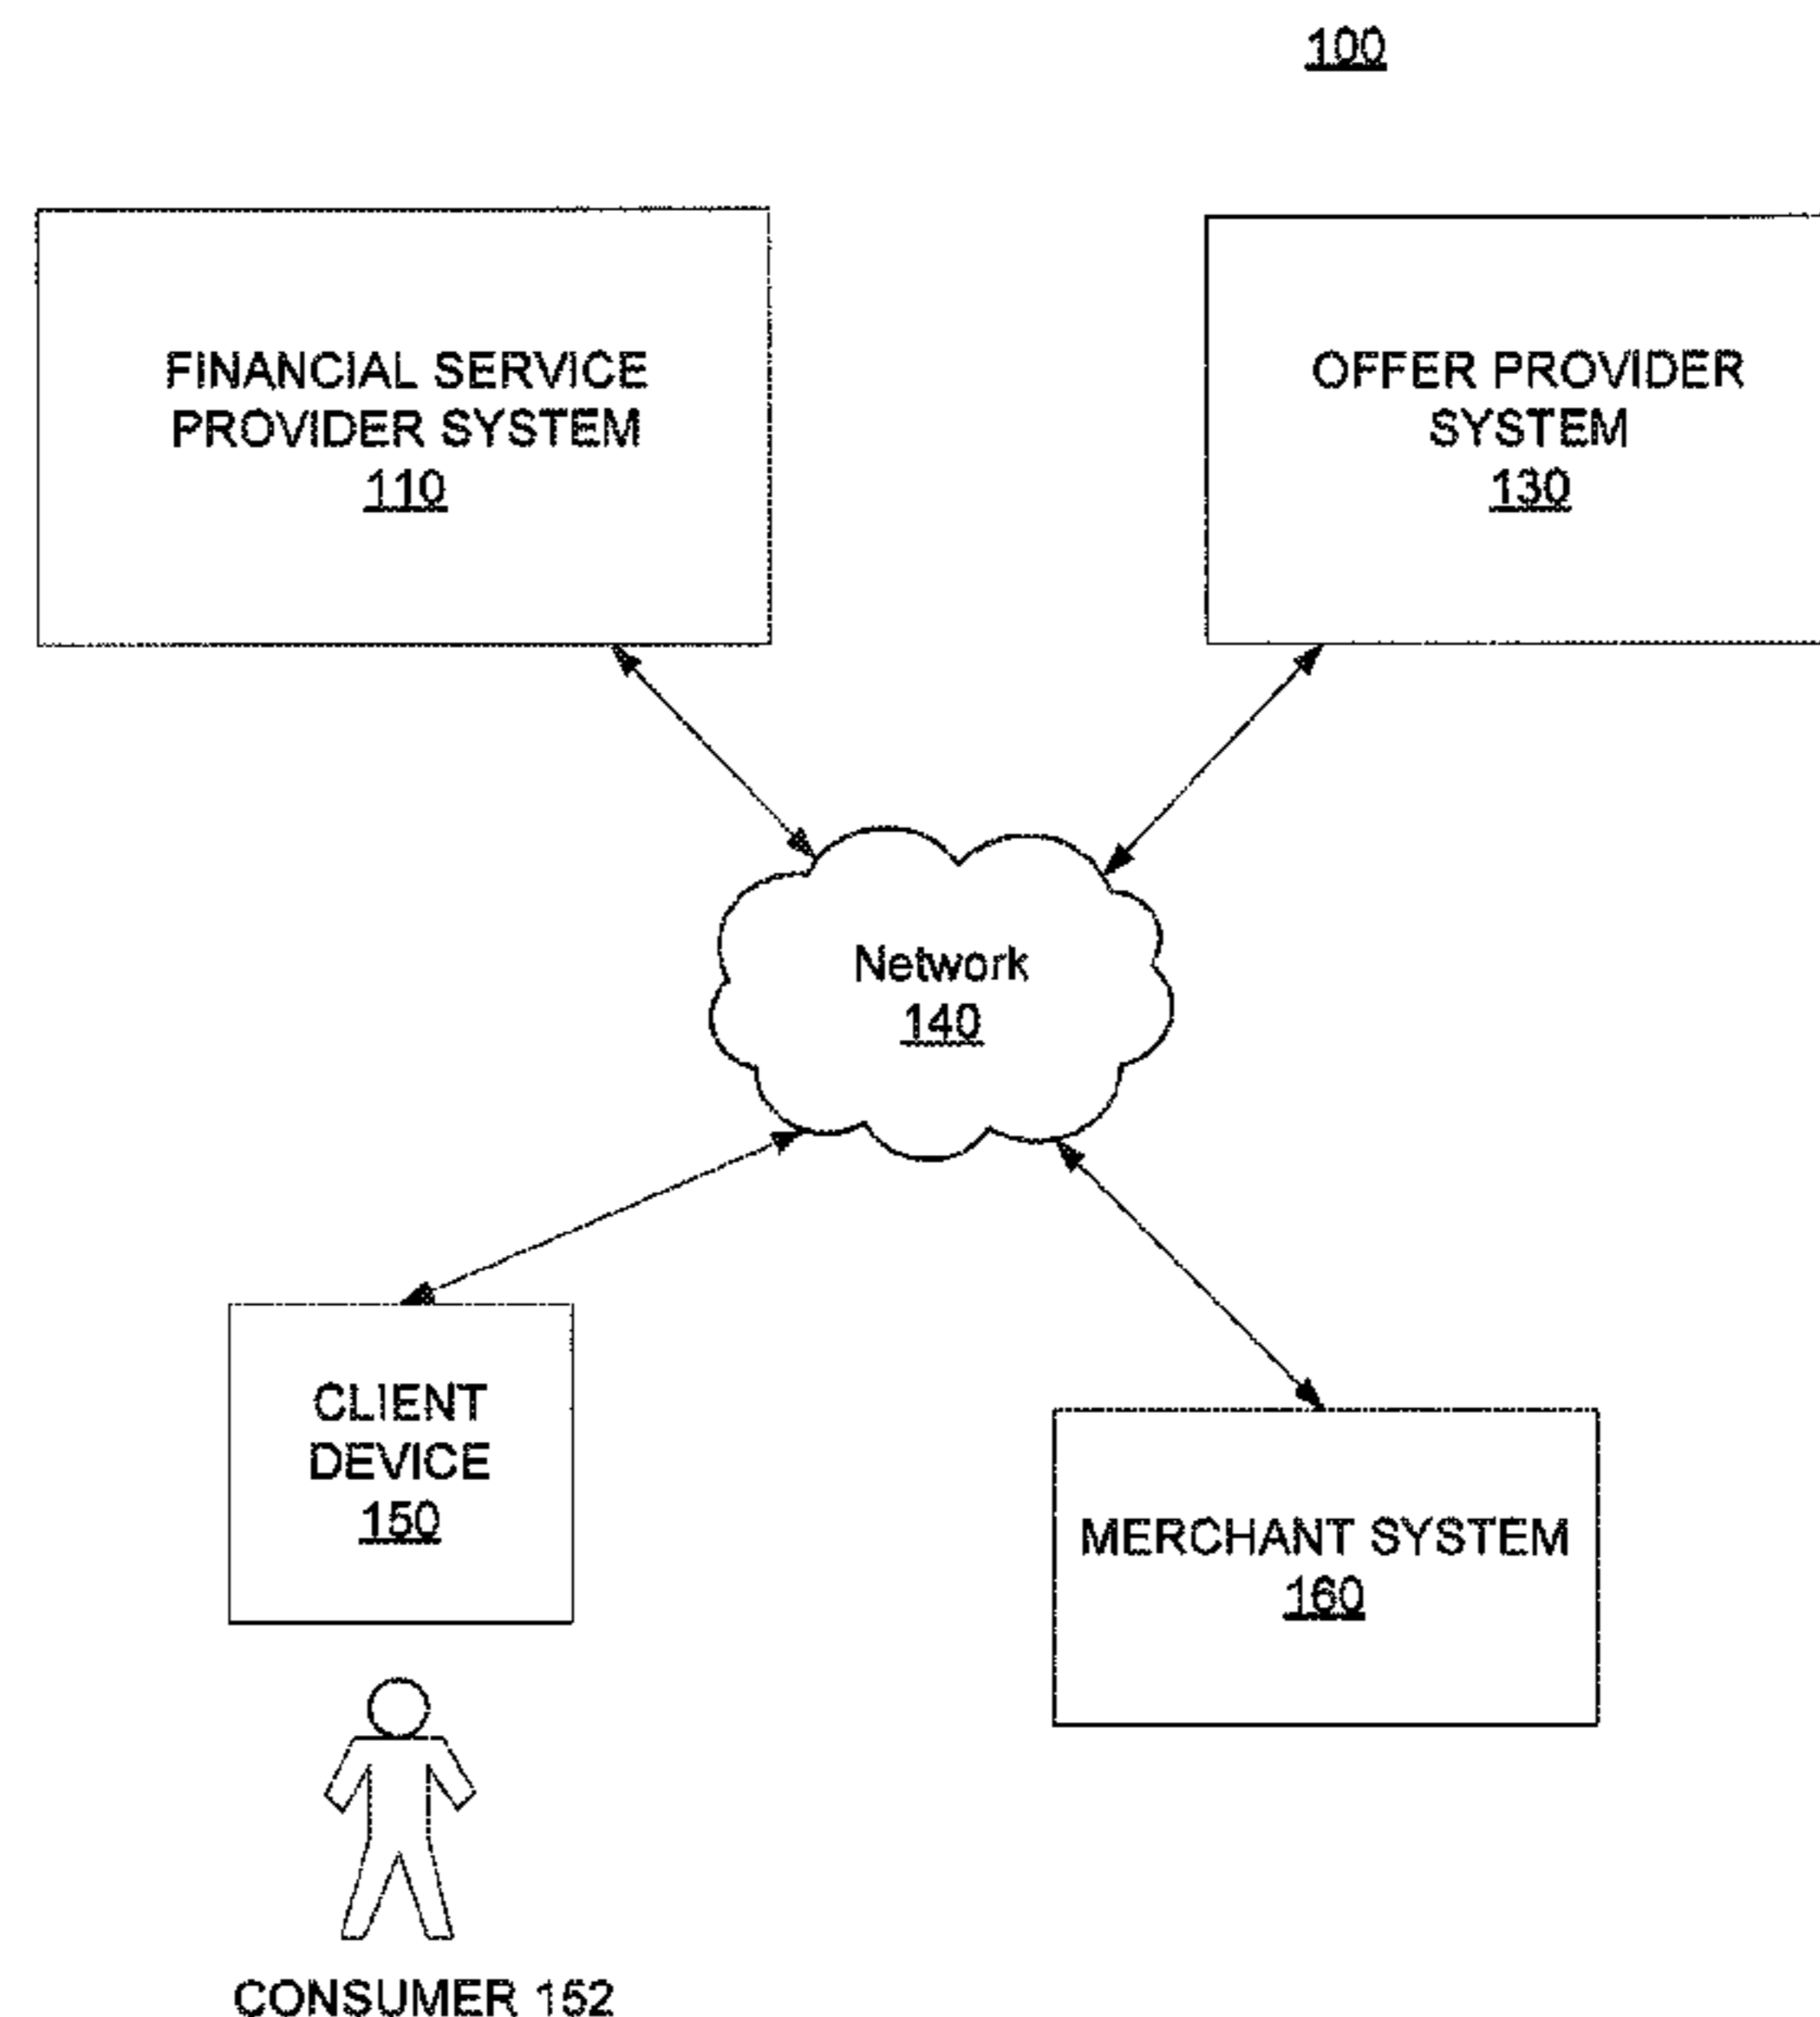 100
FINANCIAL SERVICE
PROVIDER SYSTEM
110
OFFER PROVIDER
SYSTEM
130
Network
140
CLIENT
DEVICE
150
MERCHANT SYSTEM
160
CONSUMER 152